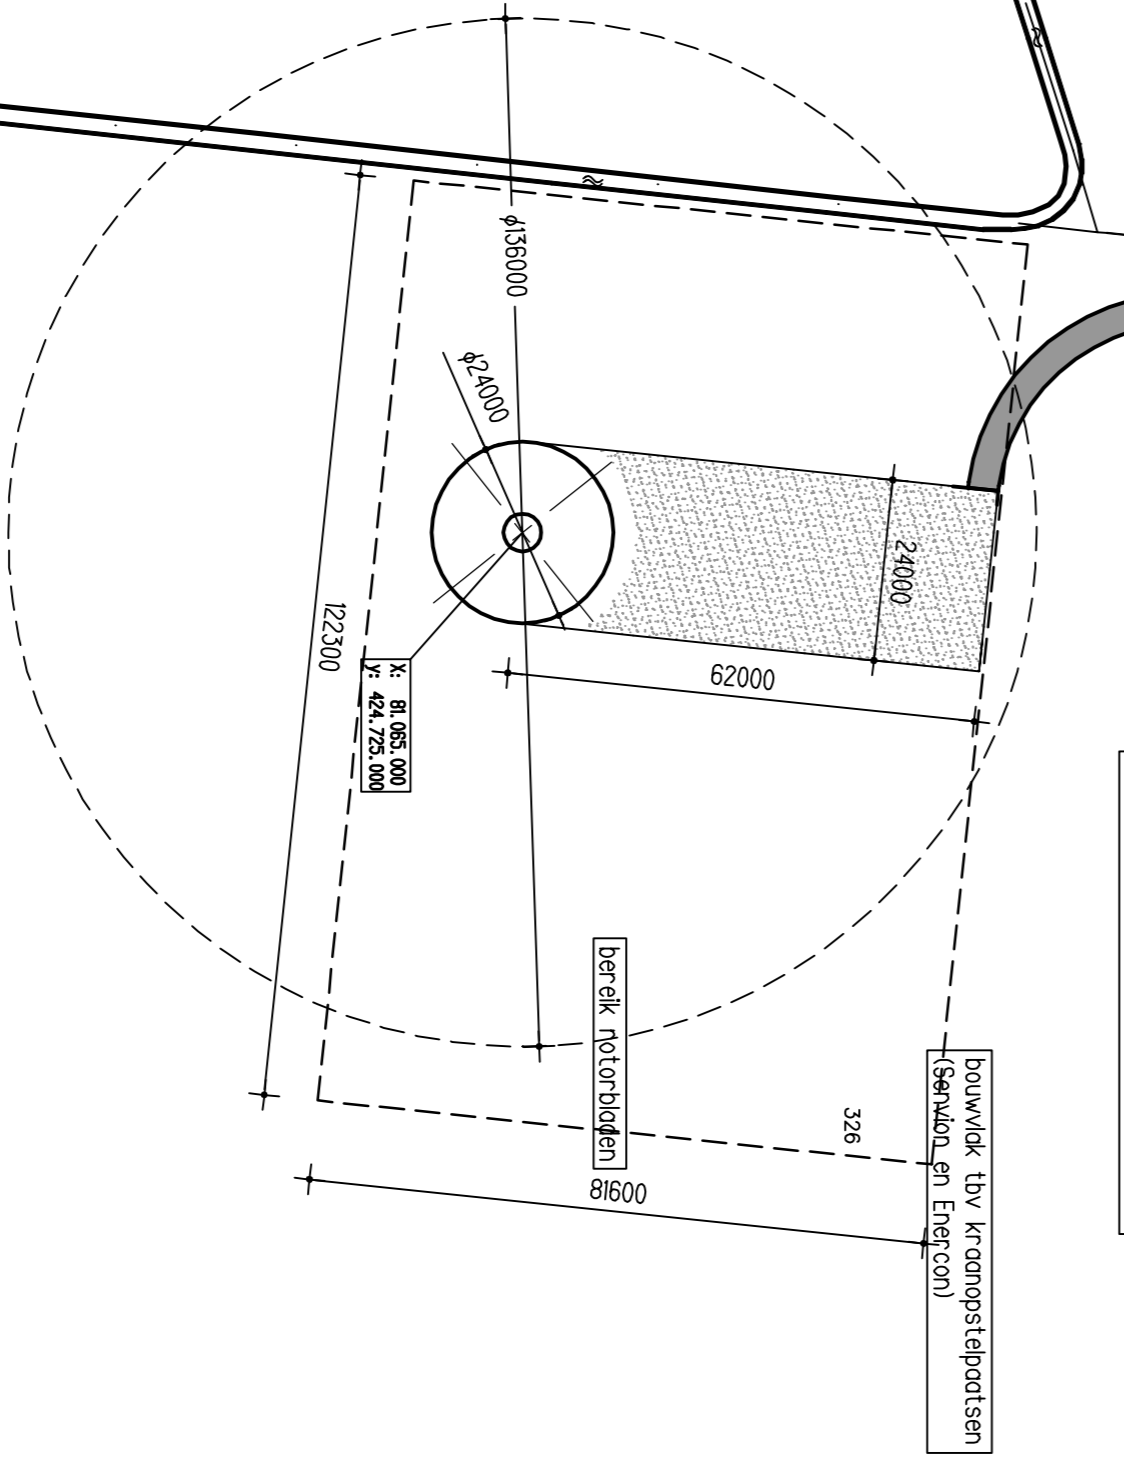 ϕ136000
ϕ24000
24000
62000
122300
X: 81.065.000
y: 424.725.000
bereik rotorbladen
326
81600
bouwvlak tbv kraanopstelpaatsen
(Senvion en Enercon)